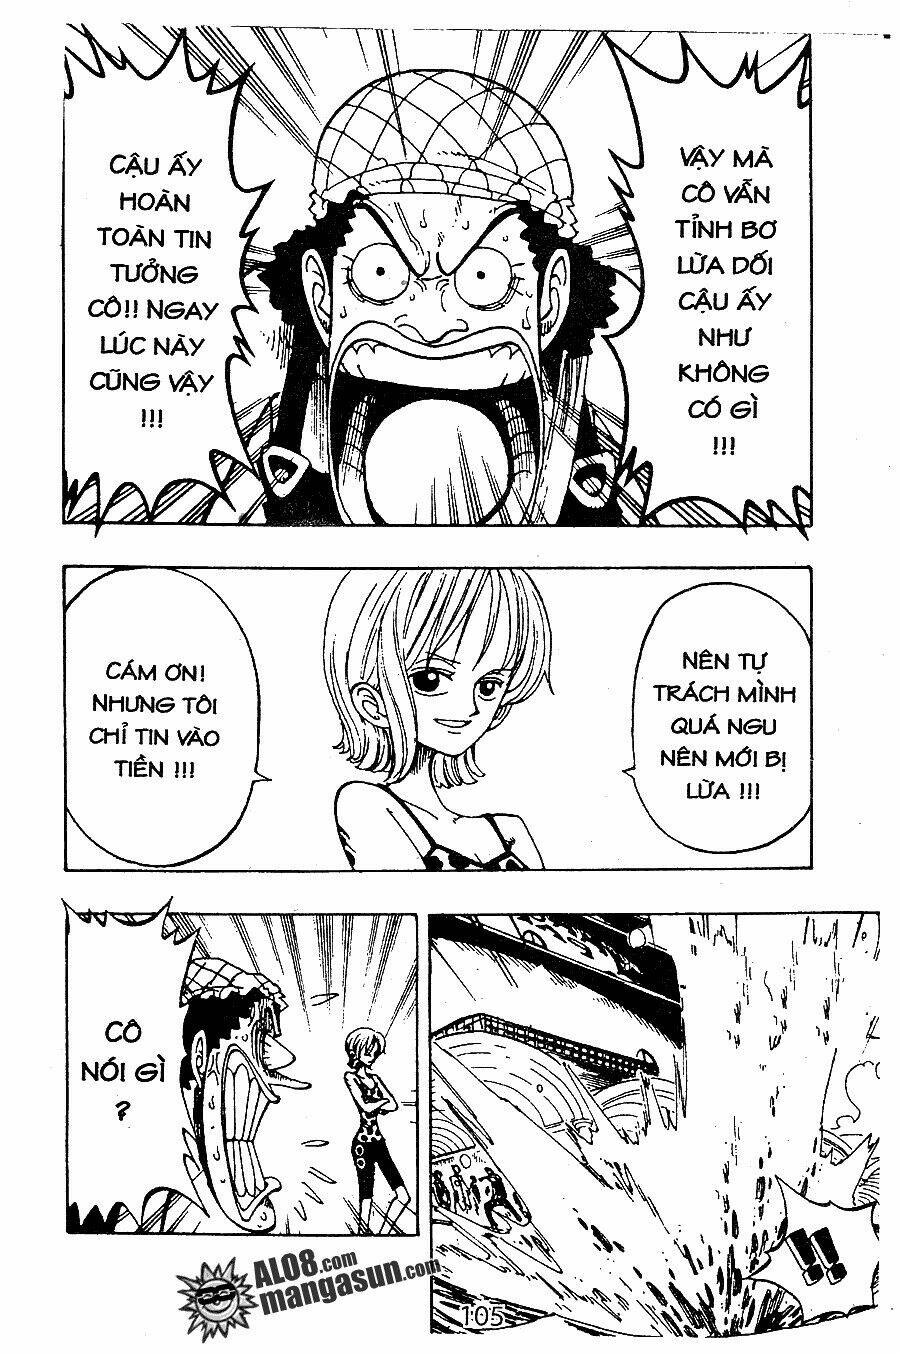 VẬY MÀ
CÔ VẪN
TỈNH BƠ
LỪA DỐI
CẬU ẤY
NHƯ
KHÔNG
CÓ GÌ
!!!
CẬU ẤY
HOÀN
TOÀN TIN
TƯỞNG
CÔ!! NGAY
LÚC NÀY
CŨNG VẬY
!!!
NÊN TỰ
TRÁCH MÌNH
QUÁ NGU
NÊN MỚI BỊ
LỪA !!!
CÁM ƠN!
NHƯNG TÔI
CHỈ TIN VÀO
TIỀN !!!
!!
CÔ
NÓI GÌ
?
ALO8.com
mangasun.com
105